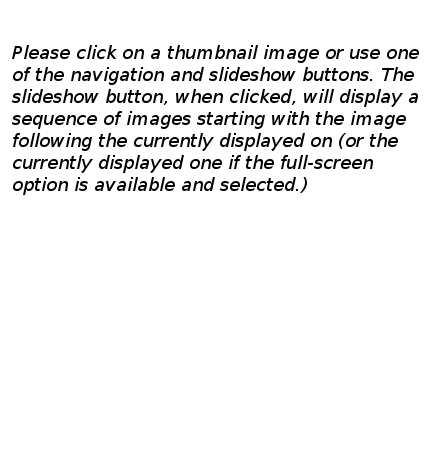 Please click on a thumbnail image or use one
of the navigation and slideshow buttons. The
slideshow button, when clicked, will display a
sequence of images starting with the image
following the currently displayed on (or the
currently displayed one if the full-screen
option is available and selected.)